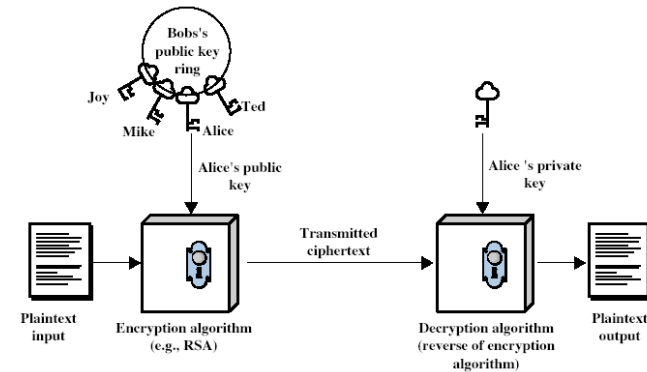 Bobs's
public key
ring
Joy
Ted
Mike
Alice
Alice's public
key
Alice 's private
key
Transmitted
ciphertext
Plaintext
input
Encryption algorithm
(e.g., RSA)
Decryption algorithm
(reverse of encryption
algorithm)
Plaintext
output